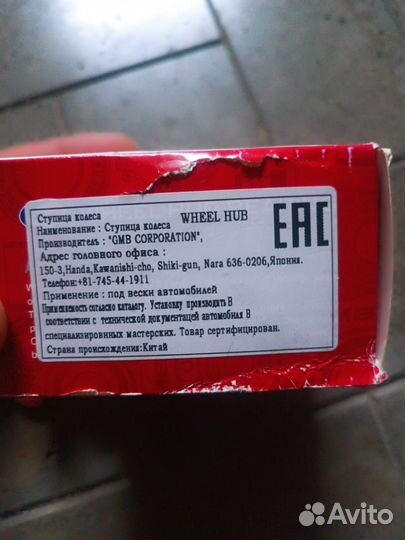 Ступица колеса WHEEL HUB
Наименование : Ступица колеса
Производитель : "GMB CORPORATION",
Адрес головного офиса :
150-3,Handa,Kawanishi-cho, Shiki-gun, Nara 636-0206,Япония.
Телефон:+81-745-44-1911
Применение : под вески автомобилей
Применяемость согласно каталогу. Установку производить В
соответствии с технической документацей автомобиля В
специализировнных мастерских. Товар сертифицирован.
Страна происхождения:Китай
EAC
Avito